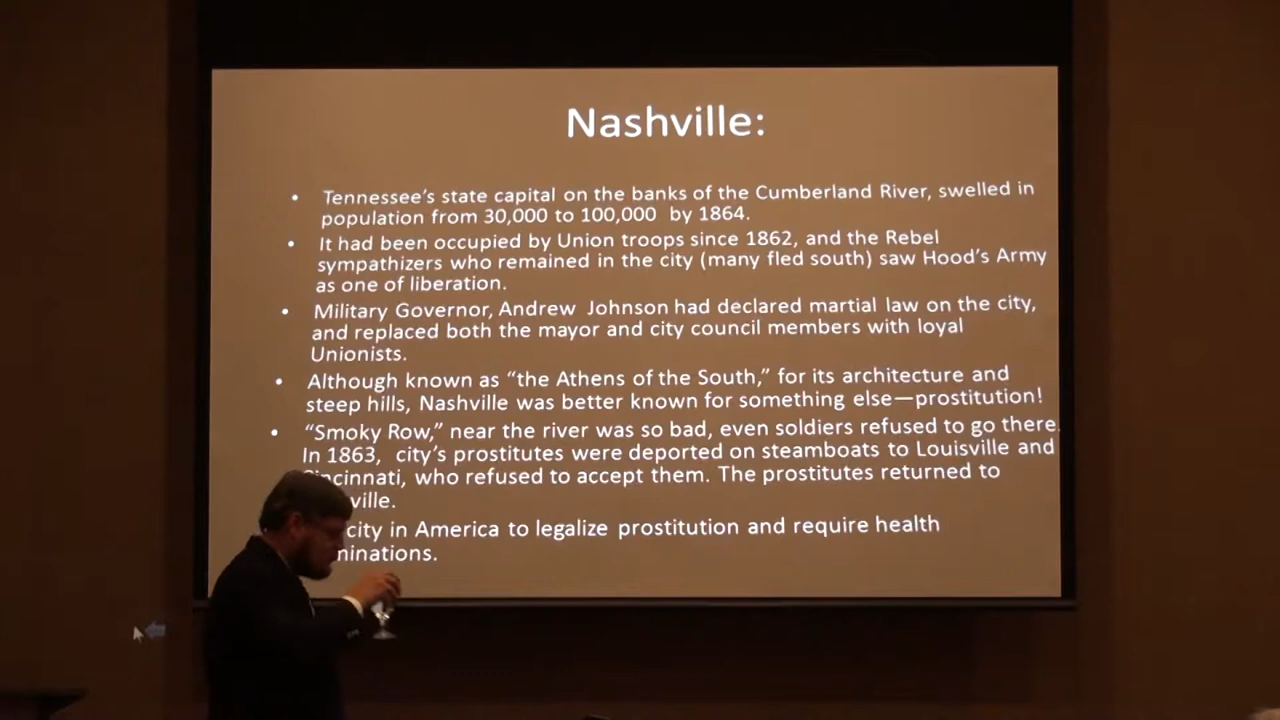 Nashville:
• Tennessee's state capital on the banks of the Cumberland River, swelled in
population from 30,000 to 100,000 by 1864.
• It had been occupied by Union troops since 1862, and the Rebel
sympathizers who remained in the city (many fled south) saw Hood's Army
as one of liberation.
• Military Governor, Andrew Johnson had declared martial law on the city,
and replaced both the mayor and city council members with loyal
Unionists.
• Although known as “the Athens of the South,” for its architecture and
steep hills, Nashville was better known for something else—prostitution!
• “Smoky Row,” near the river was so bad, even soldiers refused to go there.
In 1863, city's prostitutes were deported on steamboats to Louisville and
Cincinnati, who refused to accept them. The prostitutes returned to
ville.
city in America to legalize prostitution and require health
minations.